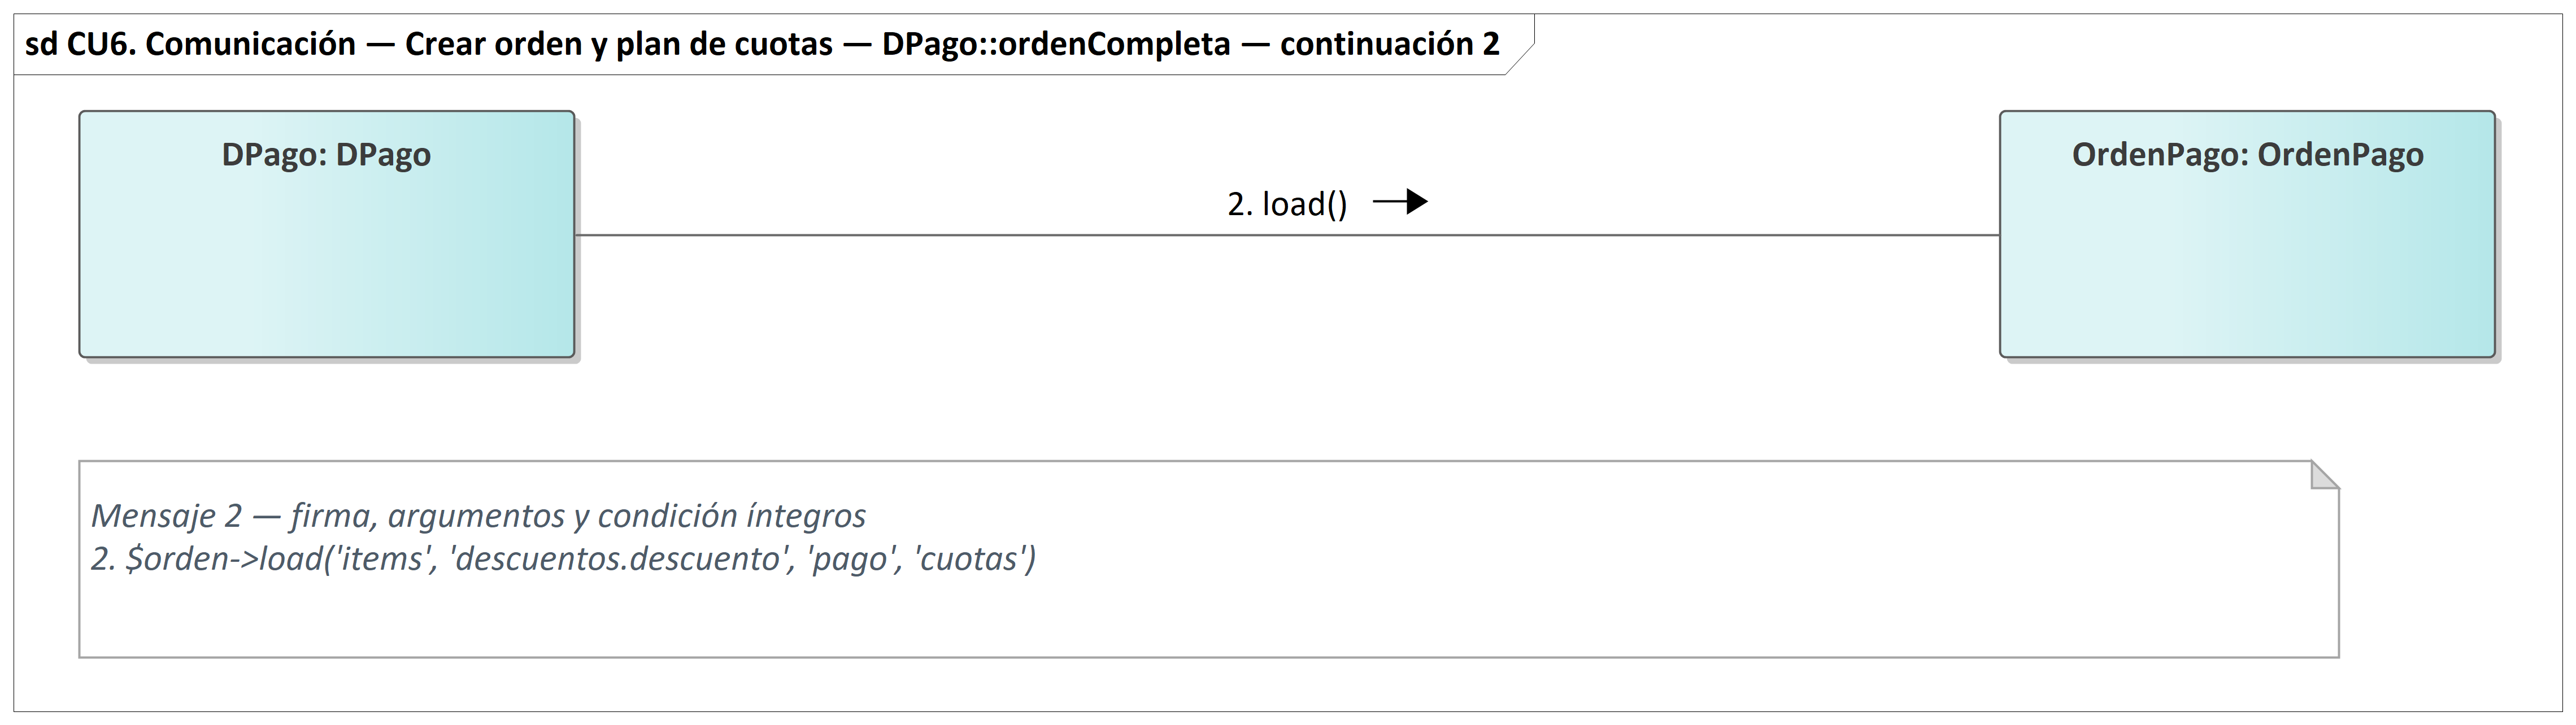 sd CU6. Comunicación — Crear orden y plan de cuotas — DPago::ordenCompleta — continuación 2
DPago: DPago
OrdenPago: OrdenPago
2. load()
Mensaje 2 — firma, argumentos y condición íntegros
2. $orden->load('items', 'descuentos.descuento', 'pago', 'cuotas')